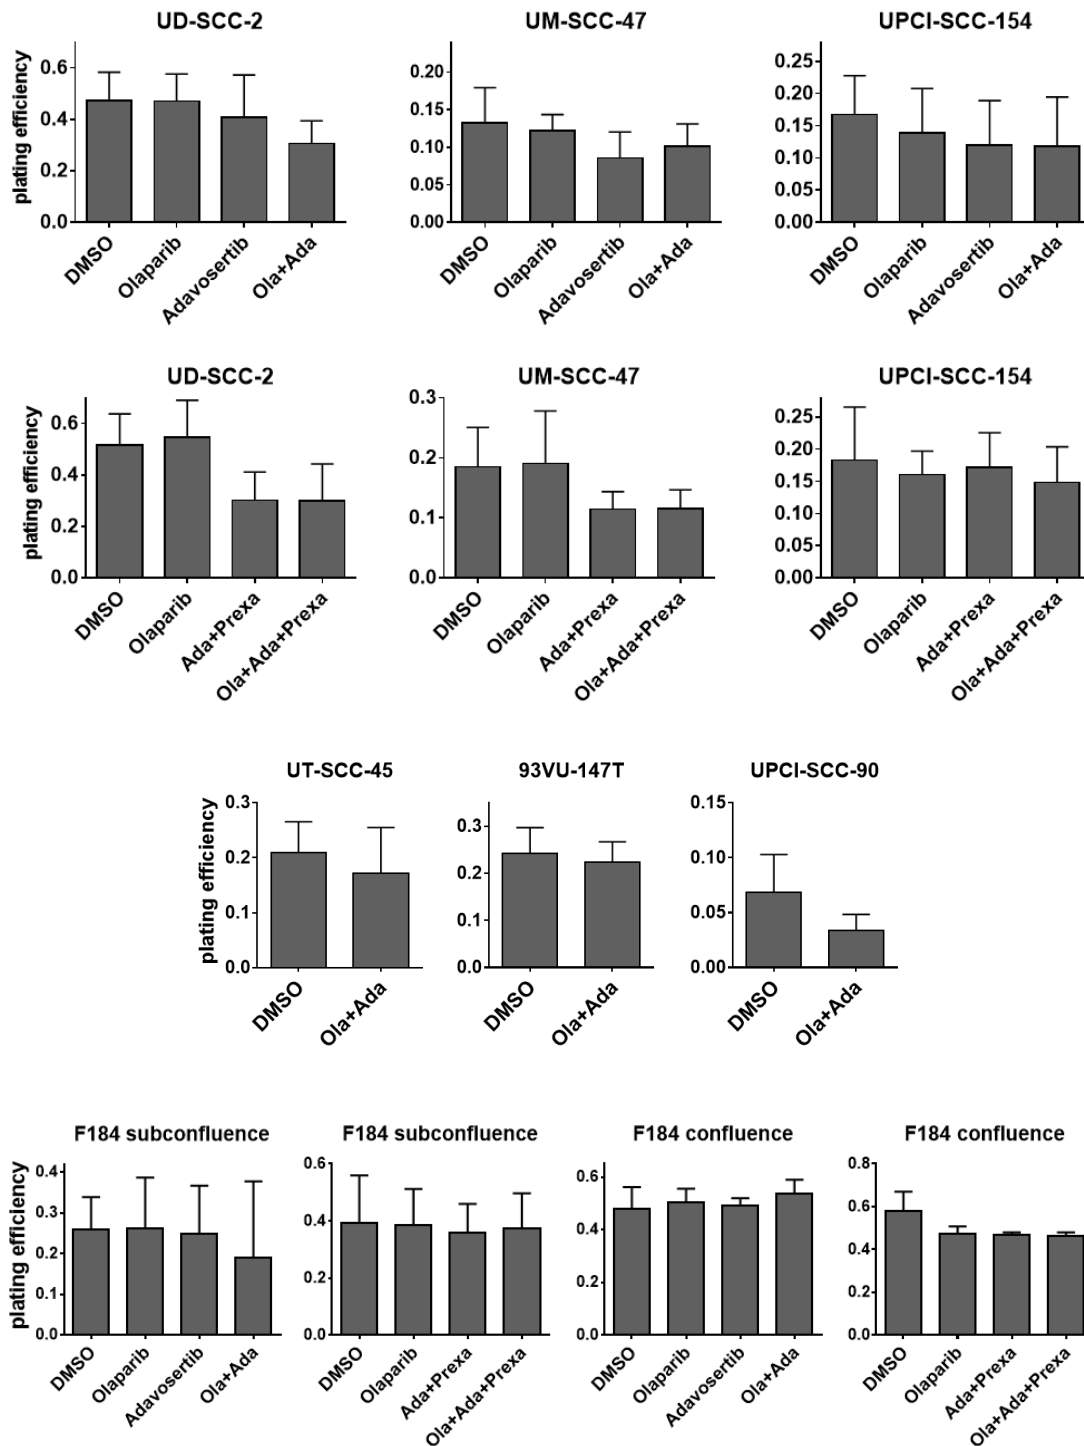 UD-SCC-2
UM-SCC-47
UPCI-SCC-154
plating efficiency
0.6
0.4
0.2
0.0
DMSO
Olaparib
Adavosertib
Ola+Ada
0.20
0.15
0.10
0.05
0.00
DMSO
Olaparib
Adavosertib
Ola+Ada
0.25
0.20
0.15
0.10
0.05
0.00
DMSO
Olaparib
Adavosertib
Ola+Ada
UD-SCC-2
UM-SCC-47
UPCI-SCC-154
plating efficiency
0.6
0.4
0.2
0.0
DMSO
Olaparib
Ada+Prexa
Ola+Ada+Prexa
0.3
0.2
0.1
0.0
DMSO
Olaparib
Ada+Prexa
Ola+Ada+Prexa
0.25
0.20
0.15
0.10
0.05
0.00
DMSO
Olaparib
Ada+Prexa
Ola+Ada+Prexa
UT-SCC-45
93VU-147T
UPCI-SCC-90
plating efficiency
0.3
0.2
0.1
0.0
DMSO
Ola+Ada
0.3
0.2
0.1
0.0
DMSO
Ola+Ada
0.15
0.10
0.05
0.00
DMSO
Ola+Ada
F184 subconfluence
F184 subconfluence
F184 confluence
F184 confluence
plating efficiency
0.4
0.3
0.2
0.1
0.0
DMSO
Olaparib
Adavosertib
Ola+Ada
0.6
0.4
0.2
0.0
DMSO
Olaparib
Ada+Prexa
Ola+Ada+Prexa
0.6
0.4
0.2
0.0
DMSO
Olaparib
Adavosertib
Ola+Ada
0.8
0.6
0.4
0.2
0.0
DMSO
Olaparib
Ada+Prexa
Ola+Ada+Prexa